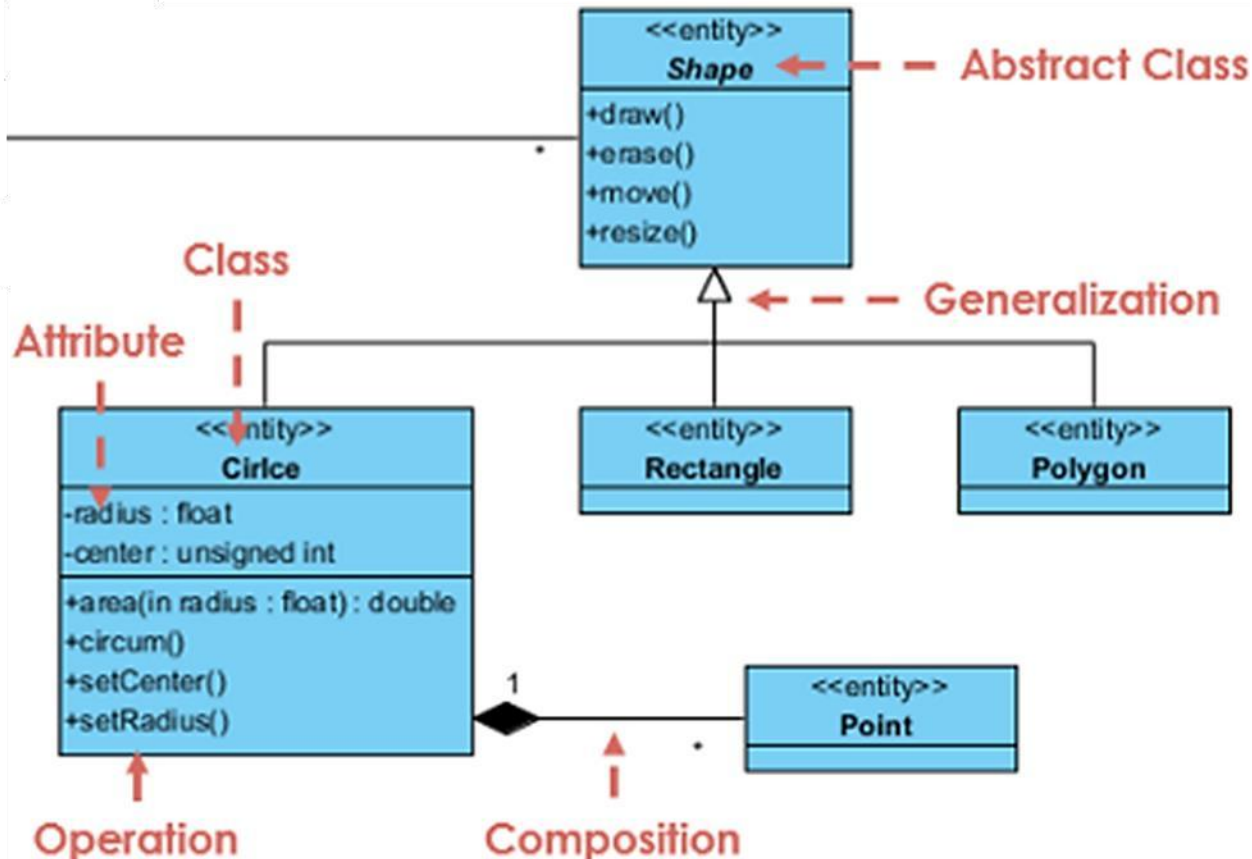 <<entity>>
Shape
Abstract Class
+draw()
+erase()
+move()
+resize()
*
Class
Generalization
Attribute
<<entity>>
Cirlce
<<entity>>
Rectangle
<<entity>>
Polygon
-radius : float
-center : unsigned int
+area(in radius : float) : double
+circum()
+setCenter()
+setRadius()
1
*
<<entity>>
Point
Operation
Composition